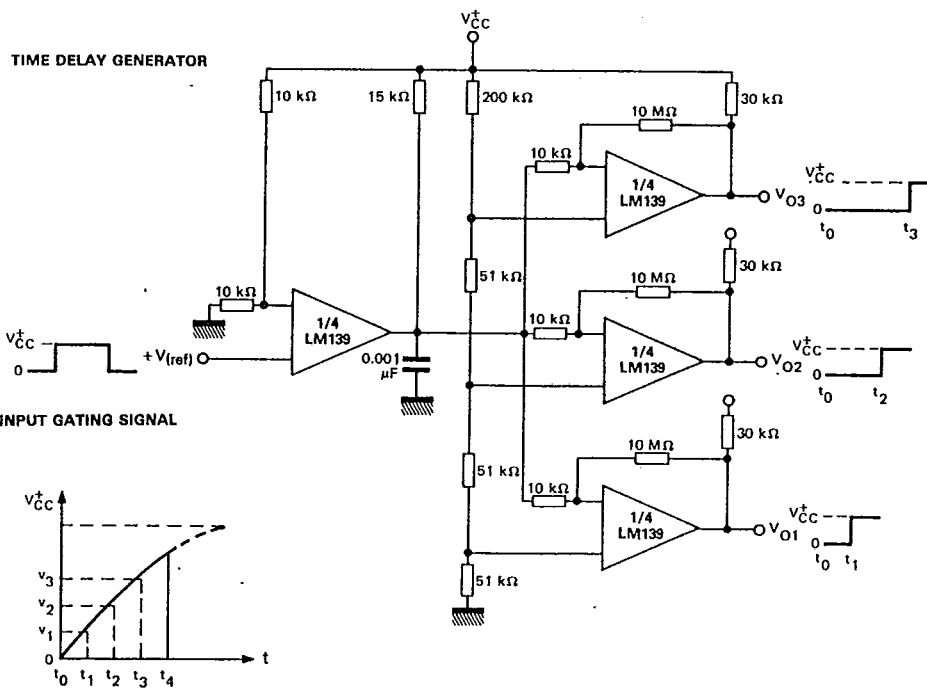 V⁺CC
TIME DELAY GENERATOR
10 kΩ
15 kΩ
200 kΩ
30 kΩ
10 MΩ
10 kΩ
1/4
LM139
VO3
V⁺CC
0
t0
t3
51 kΩ
30 kΩ
10 MΩ
10 kΩ
10 kΩ
1/4
LM139
0.001
μF
1/4
LM139
VO2
V⁺CC
0
t0
t2
V⁺CC
0
+V(ref)
INPUT GATING SIGNAL
51 kΩ
30 kΩ
10 MΩ
10 kΩ
1/4
LM139
VO1
V⁺CC
0
t0
t1
51 kΩ
V⁺CC
v3
v2
v1
0
t0 t1 t2 t3 t4
t